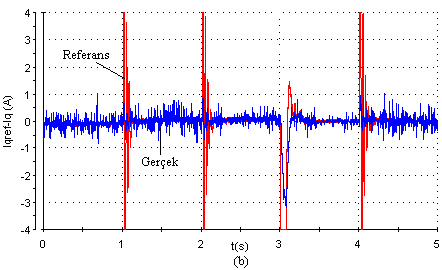 4
3
2
1
0
-1
-2
-3
-4
Iqref-Iq (A)
Referans
Gerçek
0 1 2 3 4 5
t(s)
(b)